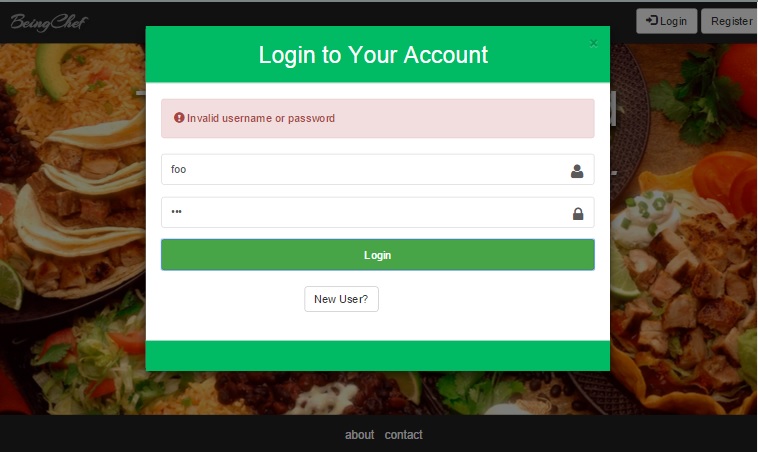 BeingChef
Login
Register
×
Login to Your Account
Invalid username or password
foo
•••
Login
New User?
about contact